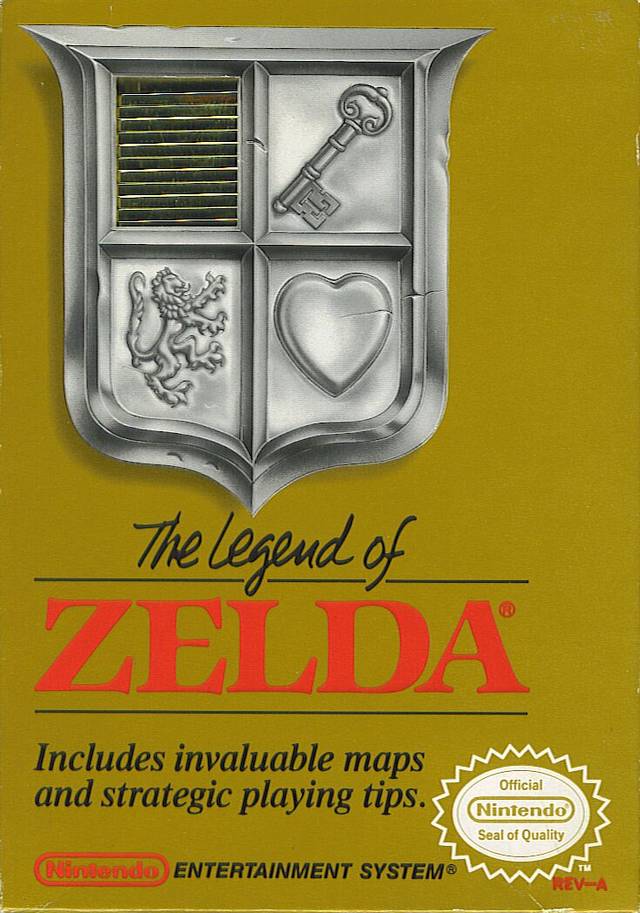 The Legend of
ZELDA®
Includes invaluable maps
and strategic playing tips.
Official
Nintendo®
Seal of Quality
TM
Nintendo ENTERTAINMENT SYSTEM®
REV-A